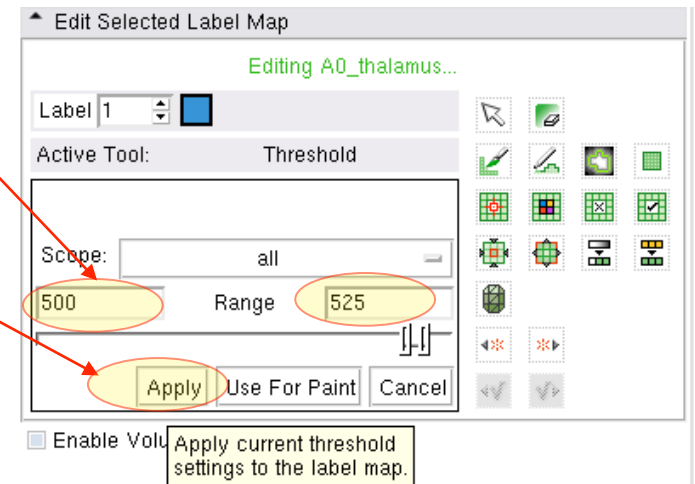 Edit Selected Label Map
Editing A0_thalamus...
Label 1
Active Tool: Threshold
Scope: all
500 Range 525
Apply Use For Paint Cancel
Enable Volu
Apply current threshold
settings to the label map.